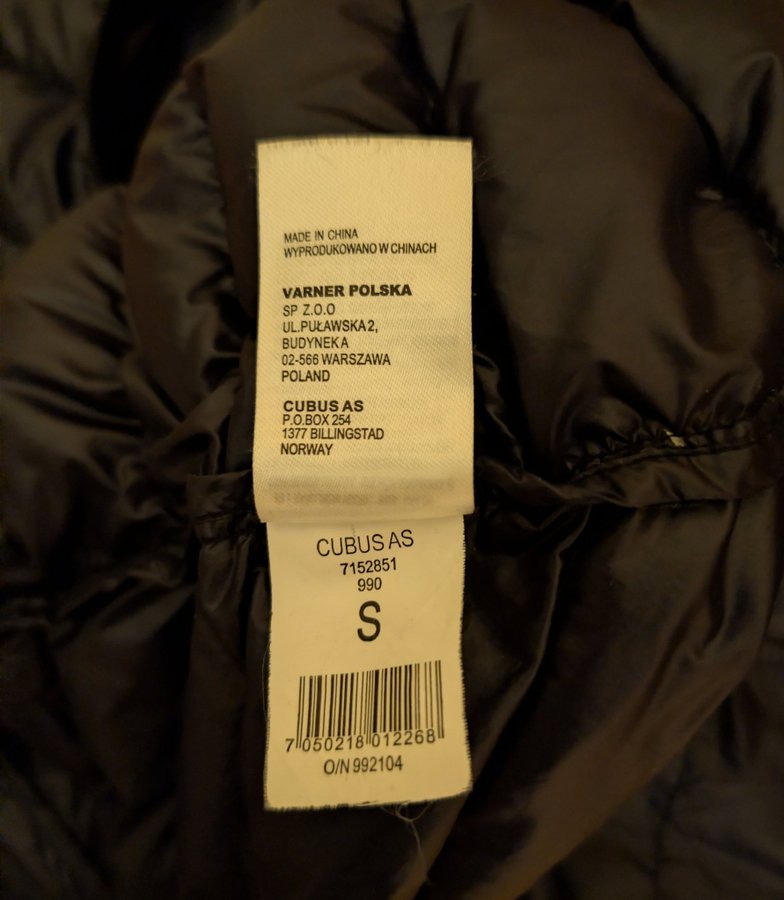 MADE IN CHINA
WYPRODUKOWANO W CHINACH
VARNER POLSKA
SP Z.O.O
UL.PUŁAWSKA 2,
BUDYNEK A
02-566 WARSZAWA
POLAND
CUBUS AS
P.O.BOX 254
1377 BILLINGSTAD
NORWAY
CUBUS AS
7152851
990
S
7 050218 012268
O/N 992104